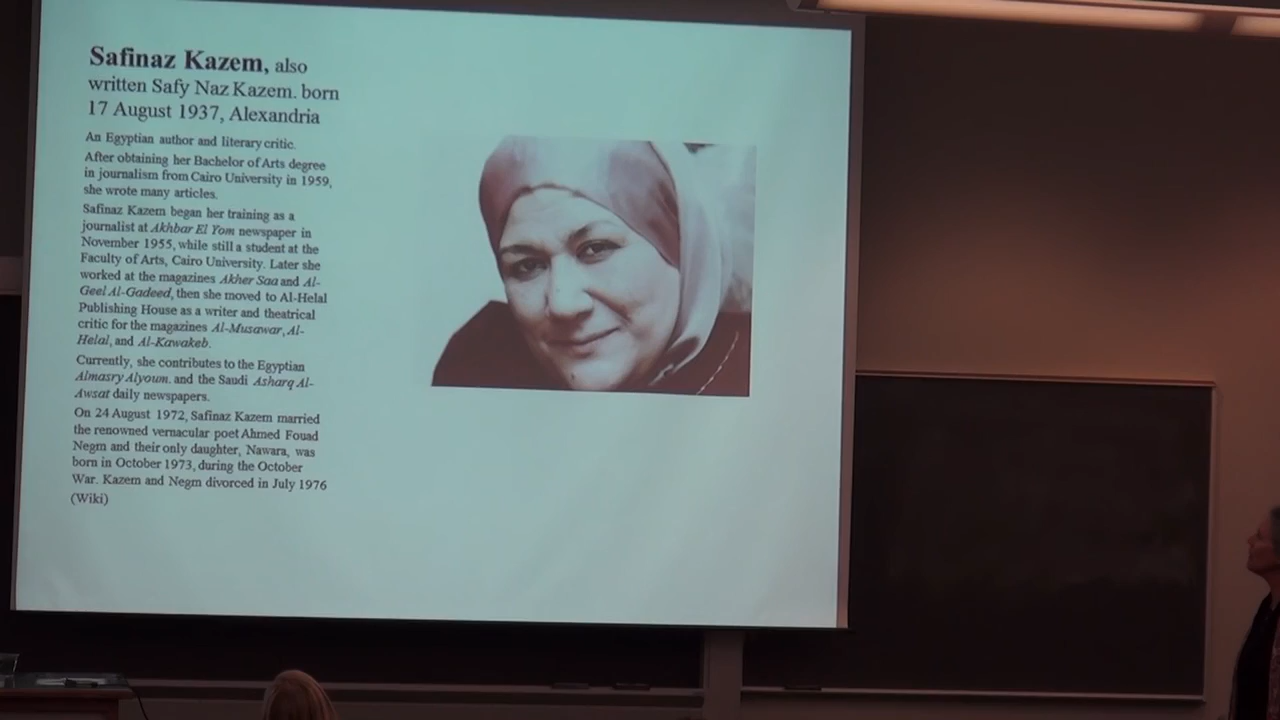 Safinaz Kazem, also
written Safy Naz Kazem. born
17 August 1937, Alexandria
An Egyptian author and literary critic.
After obtaining her Bachelor of Arts degree
in journalism from Cairo University in 1959,
she wrote many articles.
Safinaz Kazem began her training as a
journalist at Akhbar El Yom newspaper in
November 1955, while still a student at the
Faculty of Arts, Cairo University. Later she
worked at the magazines Akher Saa and Al-
Geel Al-Gadeed, then she moved to Al-Helal
Publishing House as a writer and theatrical
critic for the magazines Al-Musawar, Al-
Helal, and Al-Kawakeb.
Currently, she contributes to the Egyptian
Almasry Alyoum. and the Saudi Asharq Al-
Awsat daily newspapers.
On 24 August 1972, Safinaz Kazem married
the renowned vernacular poet Ahmed Fouad
Negm and their only daughter, Nawara, was
born in October 1973, during the October
War. Kazem and Negm divorced in July 1976
(Wiki)